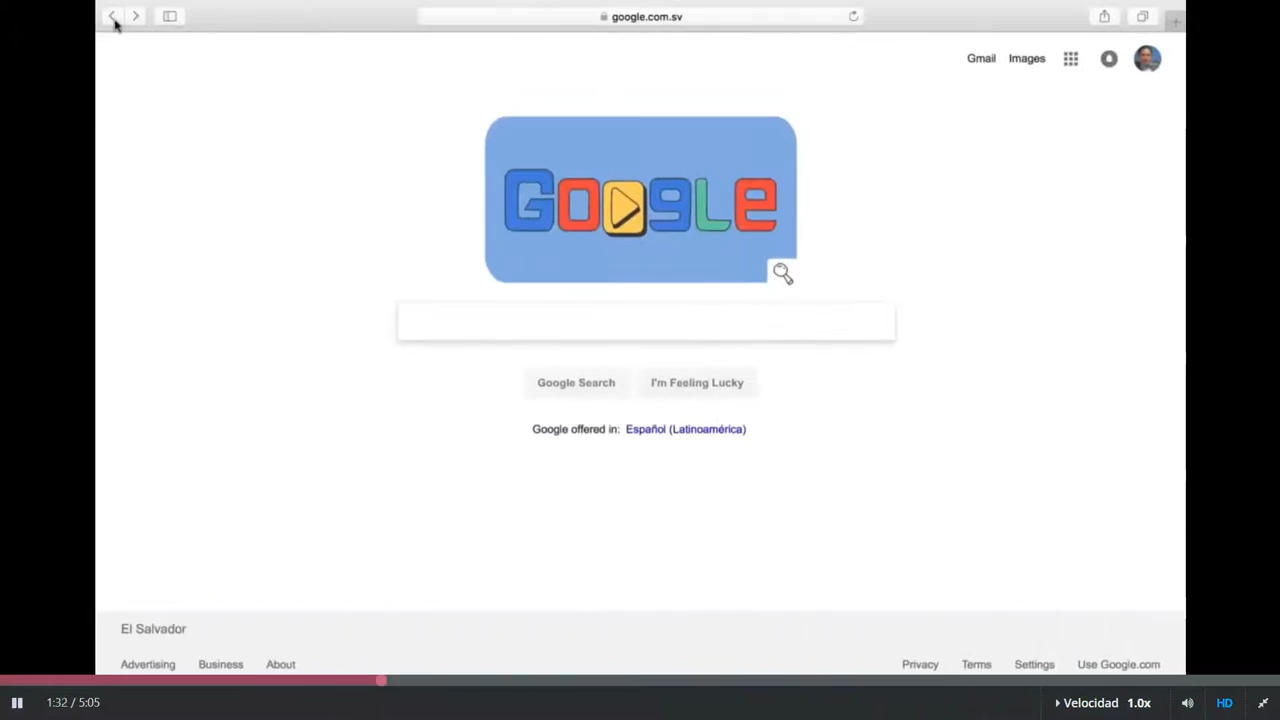 google.com.sv
Gmail Images
Google
Google Search I'm Feeling Lucky
Google offered in: Español (Latinoamérica)
El Salvador
Advertising Business About Privacy Terms Settings Use Google.com
1:32 / 5:05 Velocidad 1.0x HD